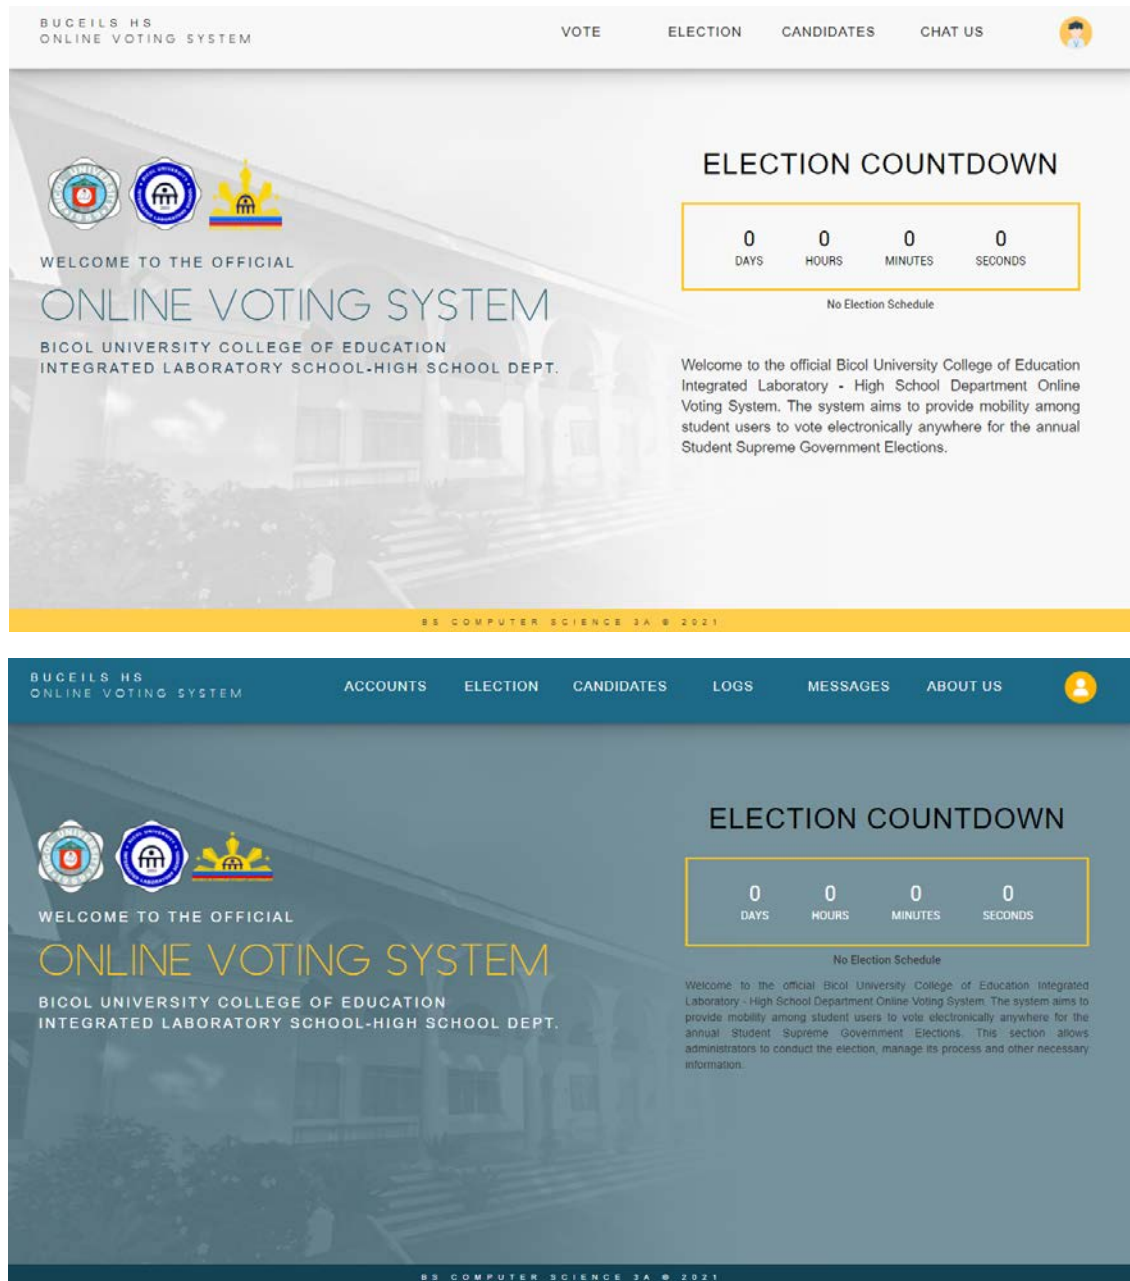 BUCEILS HS
ONLINE VOTING SYSTEM
VOTE ELECTION CANDIDATES CHAT US
WELCOME TO THE OFFICIAL
ONLINE VOTING SYSTEM
BICOL UNIVERSITY COLLEGE OF EDUCATION
INTEGRATED LABORATORY SCHOOL-HIGH SCHOOL DEPT.
ELECTION COUNTDOWN
0 0 0 0
DAYS HOURS MINUTES SECONDS
No Election Schedule
Welcome to the official Bicol University College of Education
Integrated Laboratory - High School Department Online
Voting System. The system aims to provide mobility among
student users to vote electronically anywhere for the annual
Student Supreme Government Elections.
BS COMPUTER SCIENCE 3A © 2021
BUCEILS HS
ONLINE VOTING SYSTEM
ACCOUNTS ELECTION CANDIDATES LOGS MESSAGES ABOUT US
WELCOME TO THE OFFICIAL
ONLINE VOTING SYSTEM
BICOL UNIVERSITY COLLEGE OF EDUCATION
INTEGRATED LABORATORY SCHOOL-HIGH SCHOOL DEPT.
ELECTION COUNTDOWN
0 0 0 0
DAYS HOURS MINUTES SECONDS
No Election Schedule
Welcome to the official Bicol University College of Education Integrated
Laboratory - High School Department Online Voting System. The system aims to
provide mobility among student users to vote electronically anywhere for the
annual Student Supreme Government Elections. This section allows
administrators to conduct the election, manage its process and other necessary
information.
BS COMPUTER SCIENCE 3A © 2021